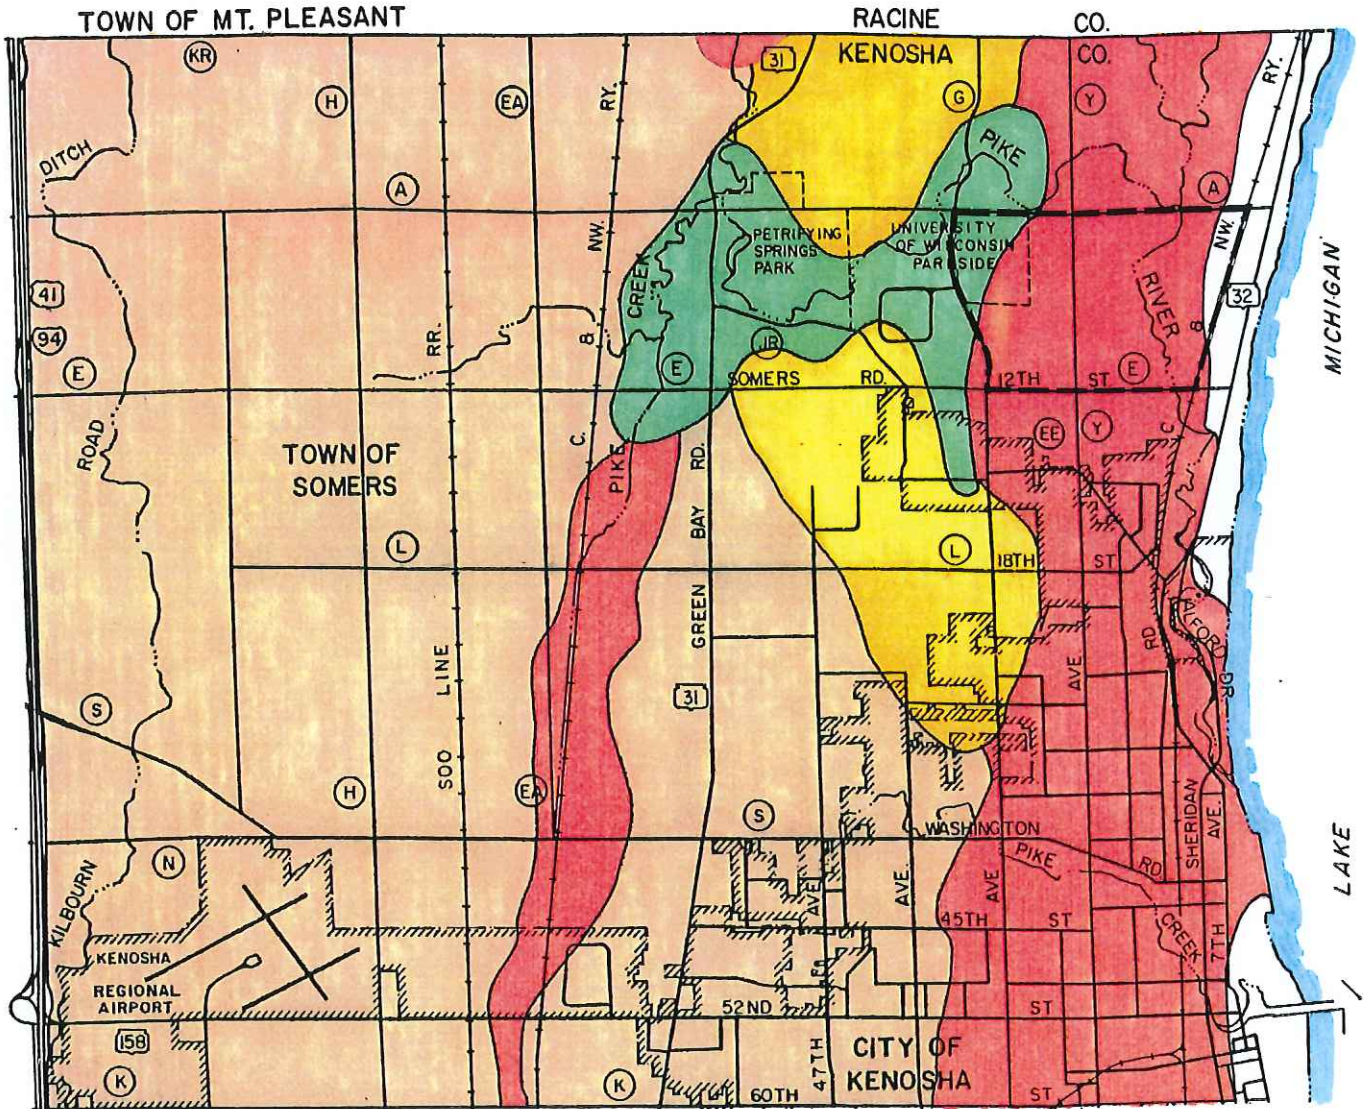 TOWN OF MT. PLEASANT
RACINE CO.
KENOSHA CO.
KR
31
H
EA
RY.
G
Y
RY.
DITCH
A
PIKE
A
NW.
PETRIFYING
SPRINGS
PARK
UNIVERSITY
OF WISCONSIN
PARKSIDE
NW.
CREEK
RIVER
MICHIGAN
41
94
32
RR.
&
&
E
E
JR
SOMERS RD.
12TH ST
E
ROAD
TOWN OF
SOMERS
C.
PIKE
RD.
EE
Y
C
BAY
L
L
18TH ST
GREEN
ALFORD
DR
RD
AVE
SOO LINE
31
S
H
EA
S
WASHINGTON
RD
PIKE
CREEK
SHERIDAN
AVE.
LAKE
N
KILBOURN
AVE
AVE.
AVE
45TH ST
7TH
KENOSHA
REGIONAL
AIRPORT
52ND ST
158
47TH
CITY OF
KENOSHA
K
K
60TH ST